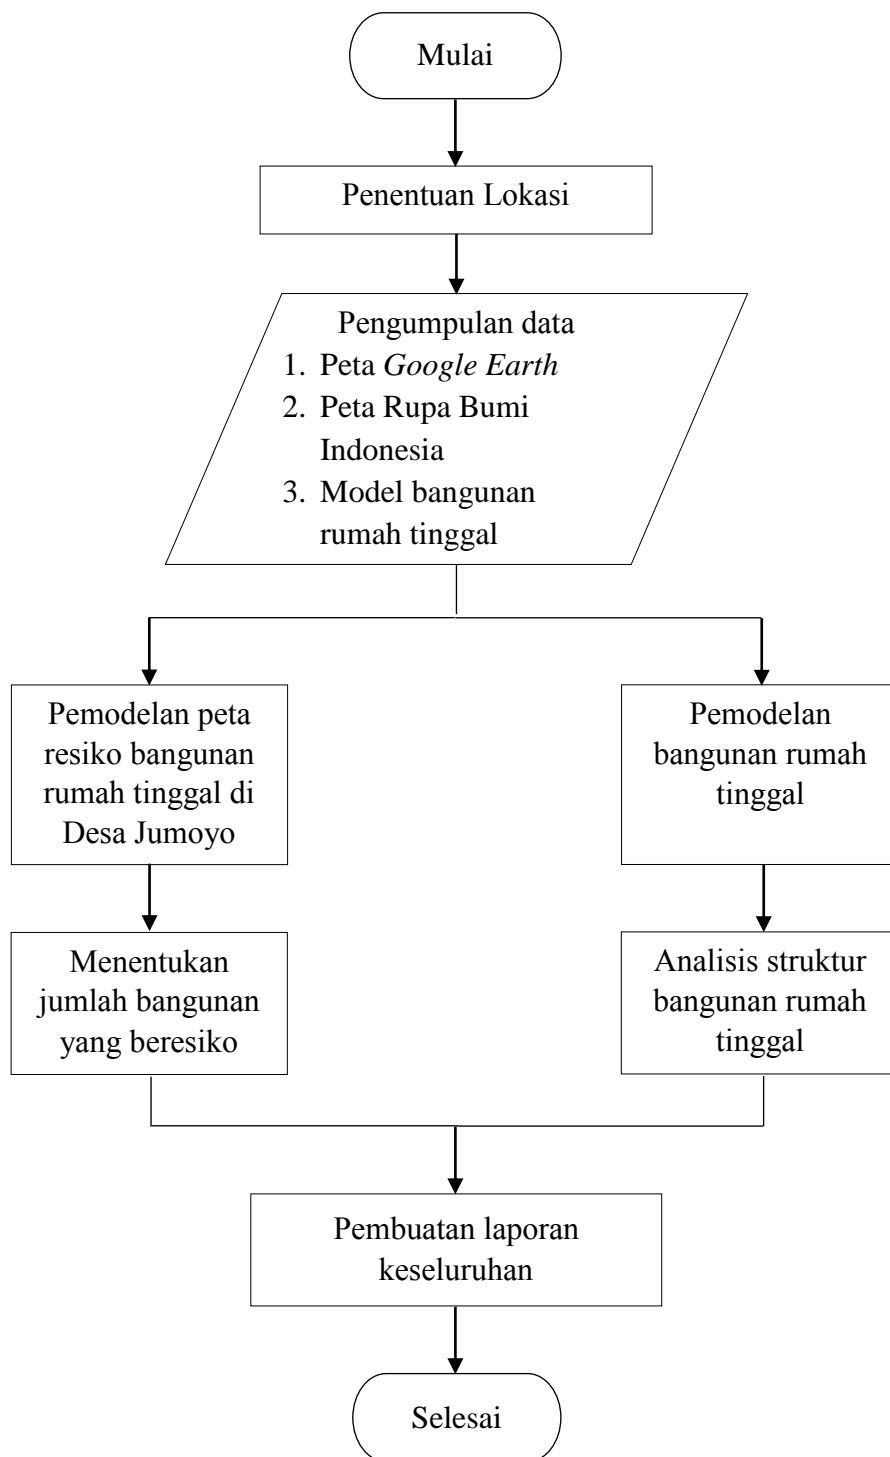 Mulai
Penentuan Lokasi
Pengumpulan data
1. Peta Google Earth
2. Peta Rupa Bumi
Indonesia
3. Model bangunan
rumah tinggal
Pemodelan peta
resiko bangunan
rumah tinggal di
Desa Jumoyo
Pemodelan
bangunan rumah
tinggal
Menentukan
jumlah bangunan
yang beresiko
Analisis struktur
bangunan rumah
tinggal
Pembuatan laporan
keseluruhan
Selesai